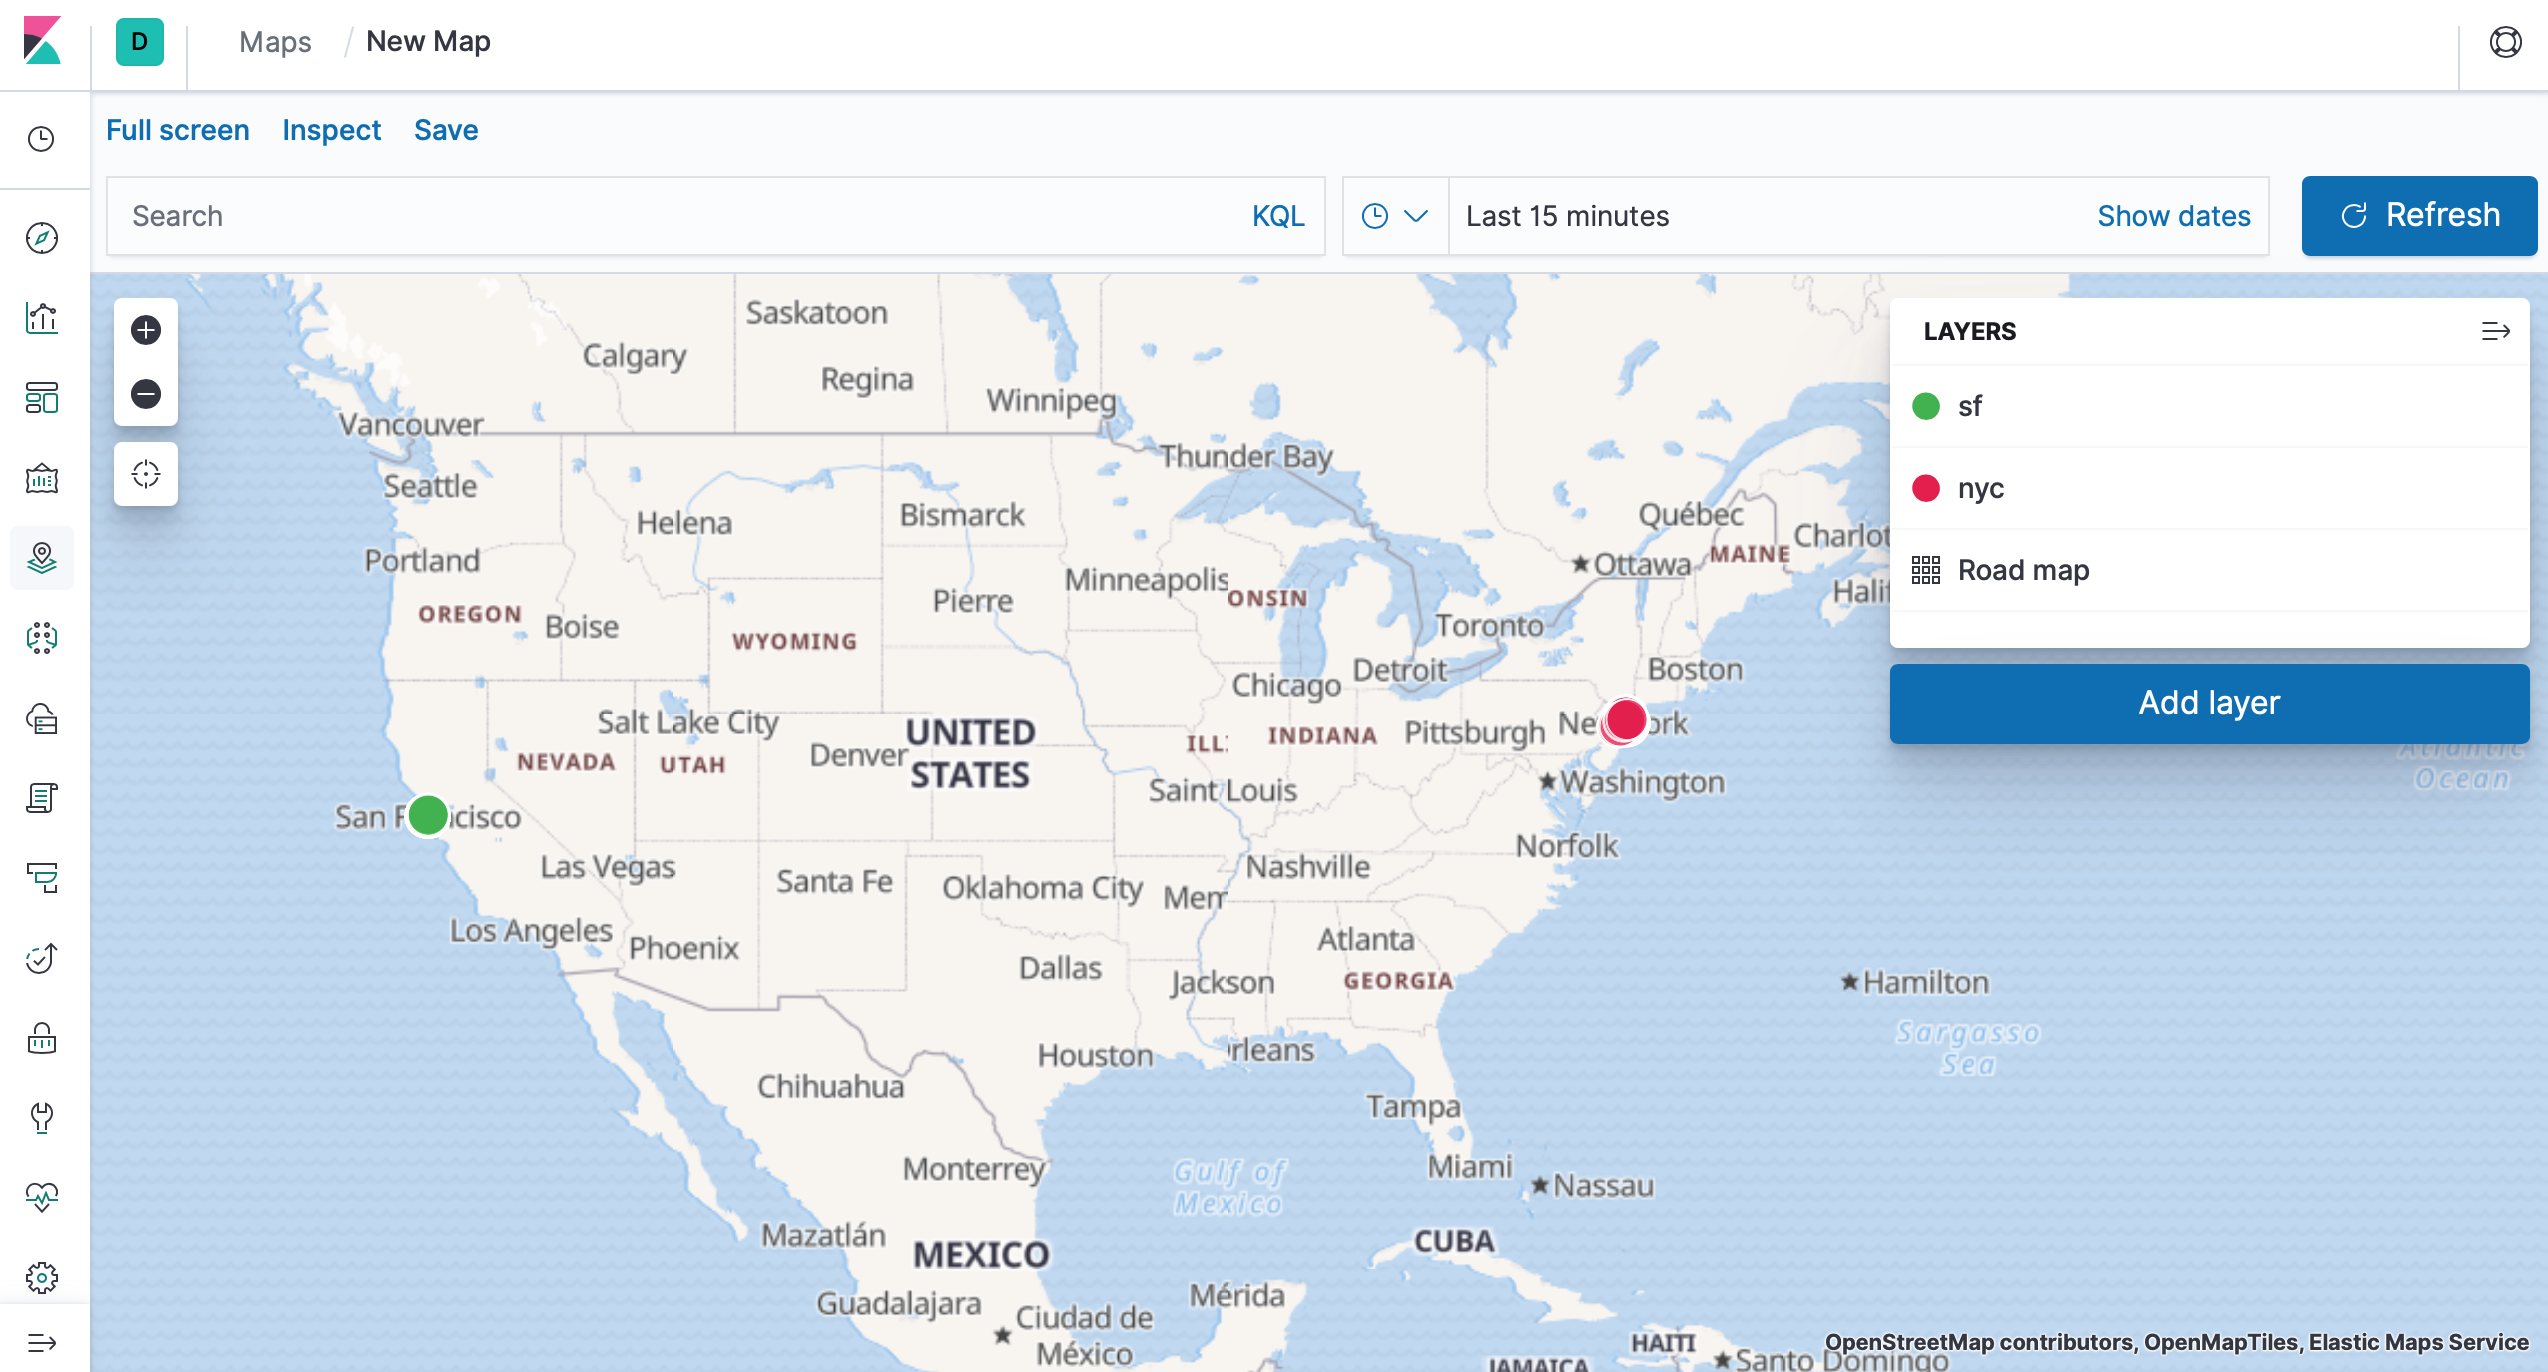 D
Maps / New Map
Full screen Inspect Save
Search KQL
Last 15 minutes Show dates
Refresh
LAYERS
sf
nyc
Road map
Add layer
Saskatoon
Calgary
Regina
Winnipeg
Vancouver
Thunder Bay
Seattle
Helena
Bismarck
Québec
Charlot
Portland
Ottawa
MAINE
Minneapolis
ONSIN
Halif
Pierre
OREGON
Boise
Toronto
WYOMING
Detroit
Boston
Chicago
Salt Lake City
UNITED
STATES
Pittsburgh
Ne ork
INDIANA
ILL
Denver
NEVADA
UTAH
Washington
Saint Louis
Atlantic
Ocean
San F cisco
Norfolk
Las Vegas
Nashville
Santa Fe
Oklahoma City
Mem
Los Angeles
Phoenix
Atlanta
Dallas
Jackson
GEORGIA
Hamilton
Sargasso
Sea
Houston
rleans
Chihuahua
Tampa
Monterrey
Miami
Gulf of
Mexico
Nassau
Mazatlán
MEXICO
CUBA
Guadalajara
Mérida
Ciudad de
México
HAITI
JAMAICA
Santo Domingo
OpenStreetMap contributors, OpenMapTiles, Elastic Maps Service